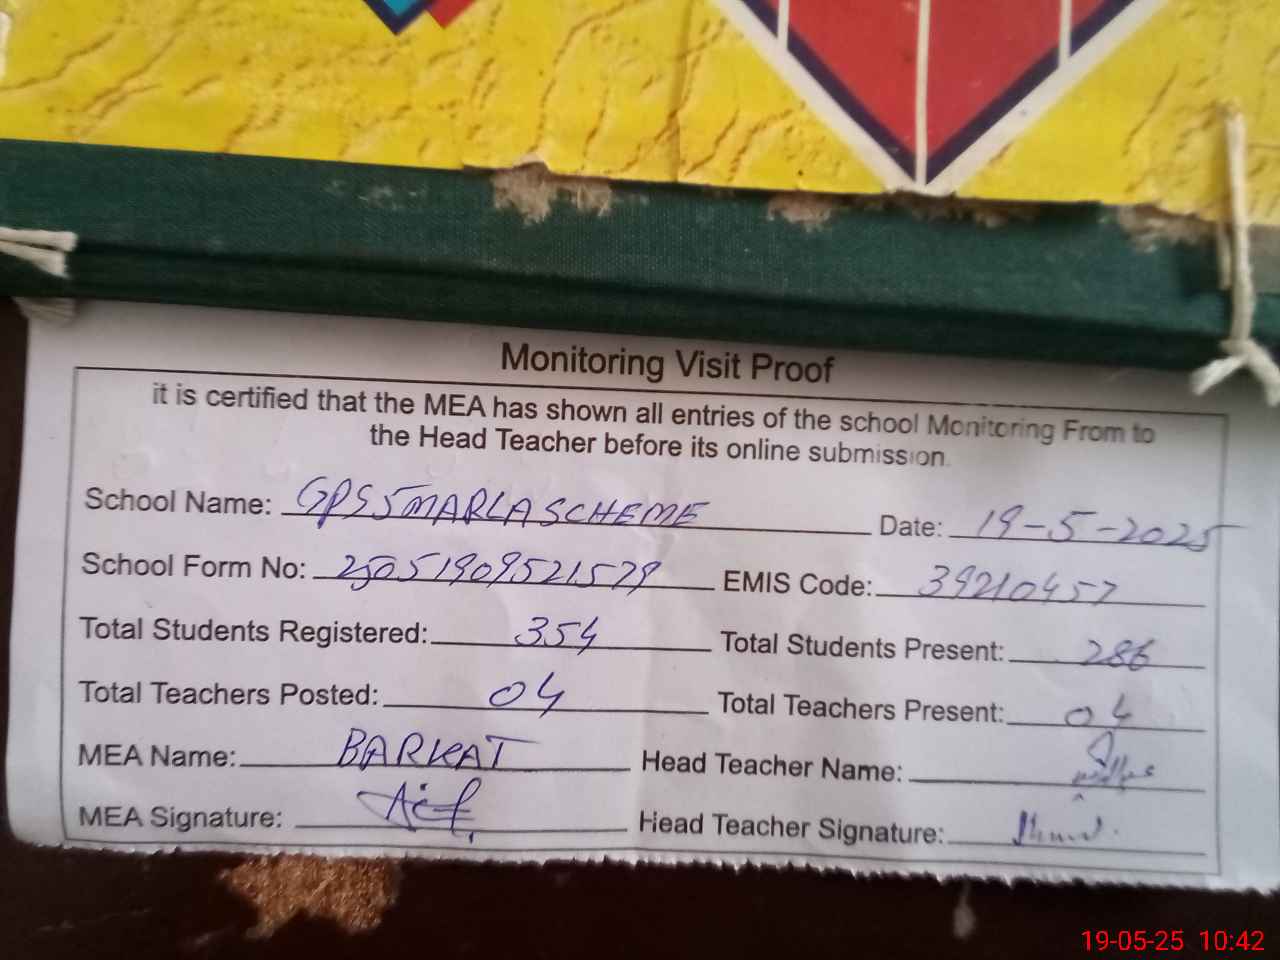 Monitoring Visit Proof
it is certified that the MEA has shown all entries of the school Monitoring From to
the Head Teacher before its online submission.
School Name: GPS 5 MARLA SCHEME Date: 19-5-2025
School Form No: 25051909521579 EMIS Code: 39210457
Total Students Registered: 354 Total Students Present: 286
Total Teachers Posted: 04 Total Teachers Present: 04
MEA Name: BARKAT Head Teacher Name:
MEA Signature: Head Teacher Signature:
19-05-25 10:42